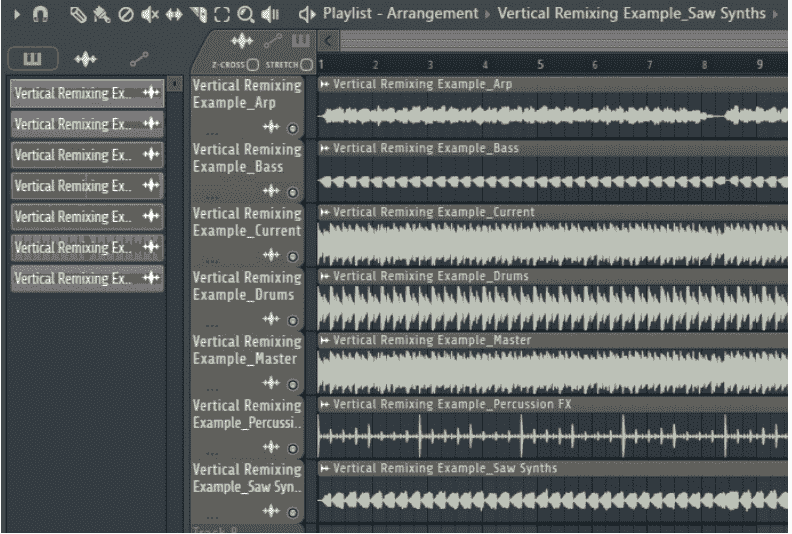 Playlist - Arrangement › Vertical Remixing Example_Saw Synths ›
Z-CROSS STRETCH
1 2 3 4 5 6 7 8 9
Vertical Remixing Ex..
Vertical Remixing Ex..
Vertical Remixing Ex..
Vertical Remixing Ex..
Vertical Remixing Ex..
Vertical Remixing Ex..
Vertical Remixing Ex..
Vertical Remixing
Example_Arp
...
Vertical Remixing Example_Arp
Vertical Remixing
Example_Bass
...
Vertical Remixing Example_Bass
Vertical Remixing
Example_Current
...
Vertical Remixing Example_Current
Vertical Remixing
Example_Drums
...
Vertical Remixing Example_Drums
Vertical Remixing
Example_Master
...
Vertical Remixing Example_Master
Vertical Remixing
Example_Percussi..
...
Vertical Remixing Example_Percussion FX
Vertical Remixing
Example_Saw Syn..
...
Vertical Remixing Example_Saw Synths
Track 8